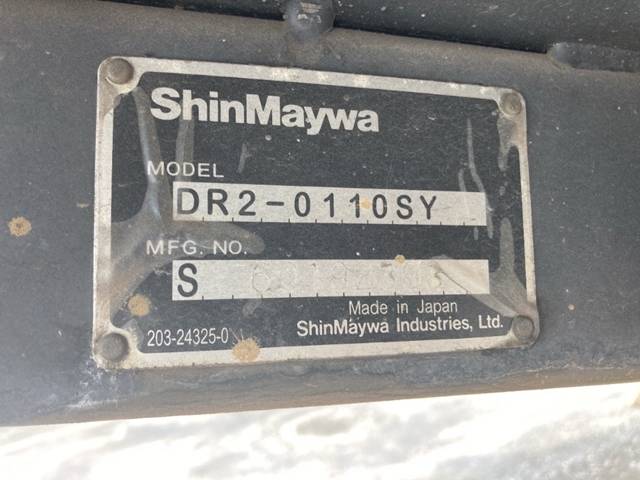 ShinMaywa
MODEL
DR2-0110SY
MFG. NO.
S
Made in Japan
203-24325-0
ShinMaywa Industries, Ltd.